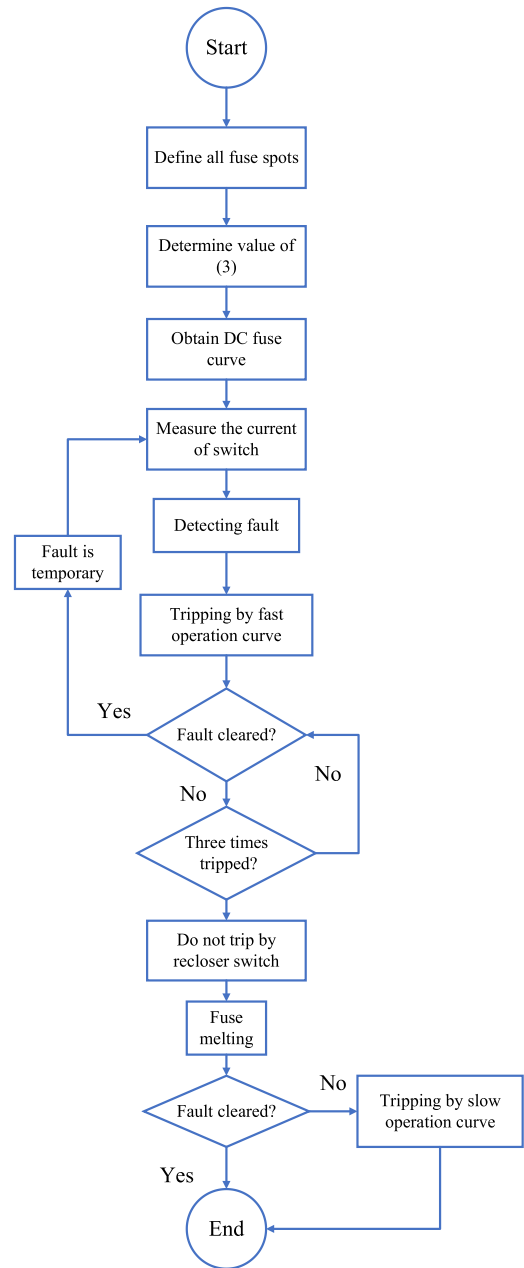 Start
Define all fuse spots
Determine value of
(3)
Obtain DC fuse
curve
Measure the current
of switch
Detecting fault
Fault is
temporary
Tripping by fast
operation curve
Yes
Fault cleared?
No
No
Three times
tripped?
Do not trip by
recloser switch
Fuse
melting
Fault cleared?
No
Tripping by slow
operation curve
Yes
End